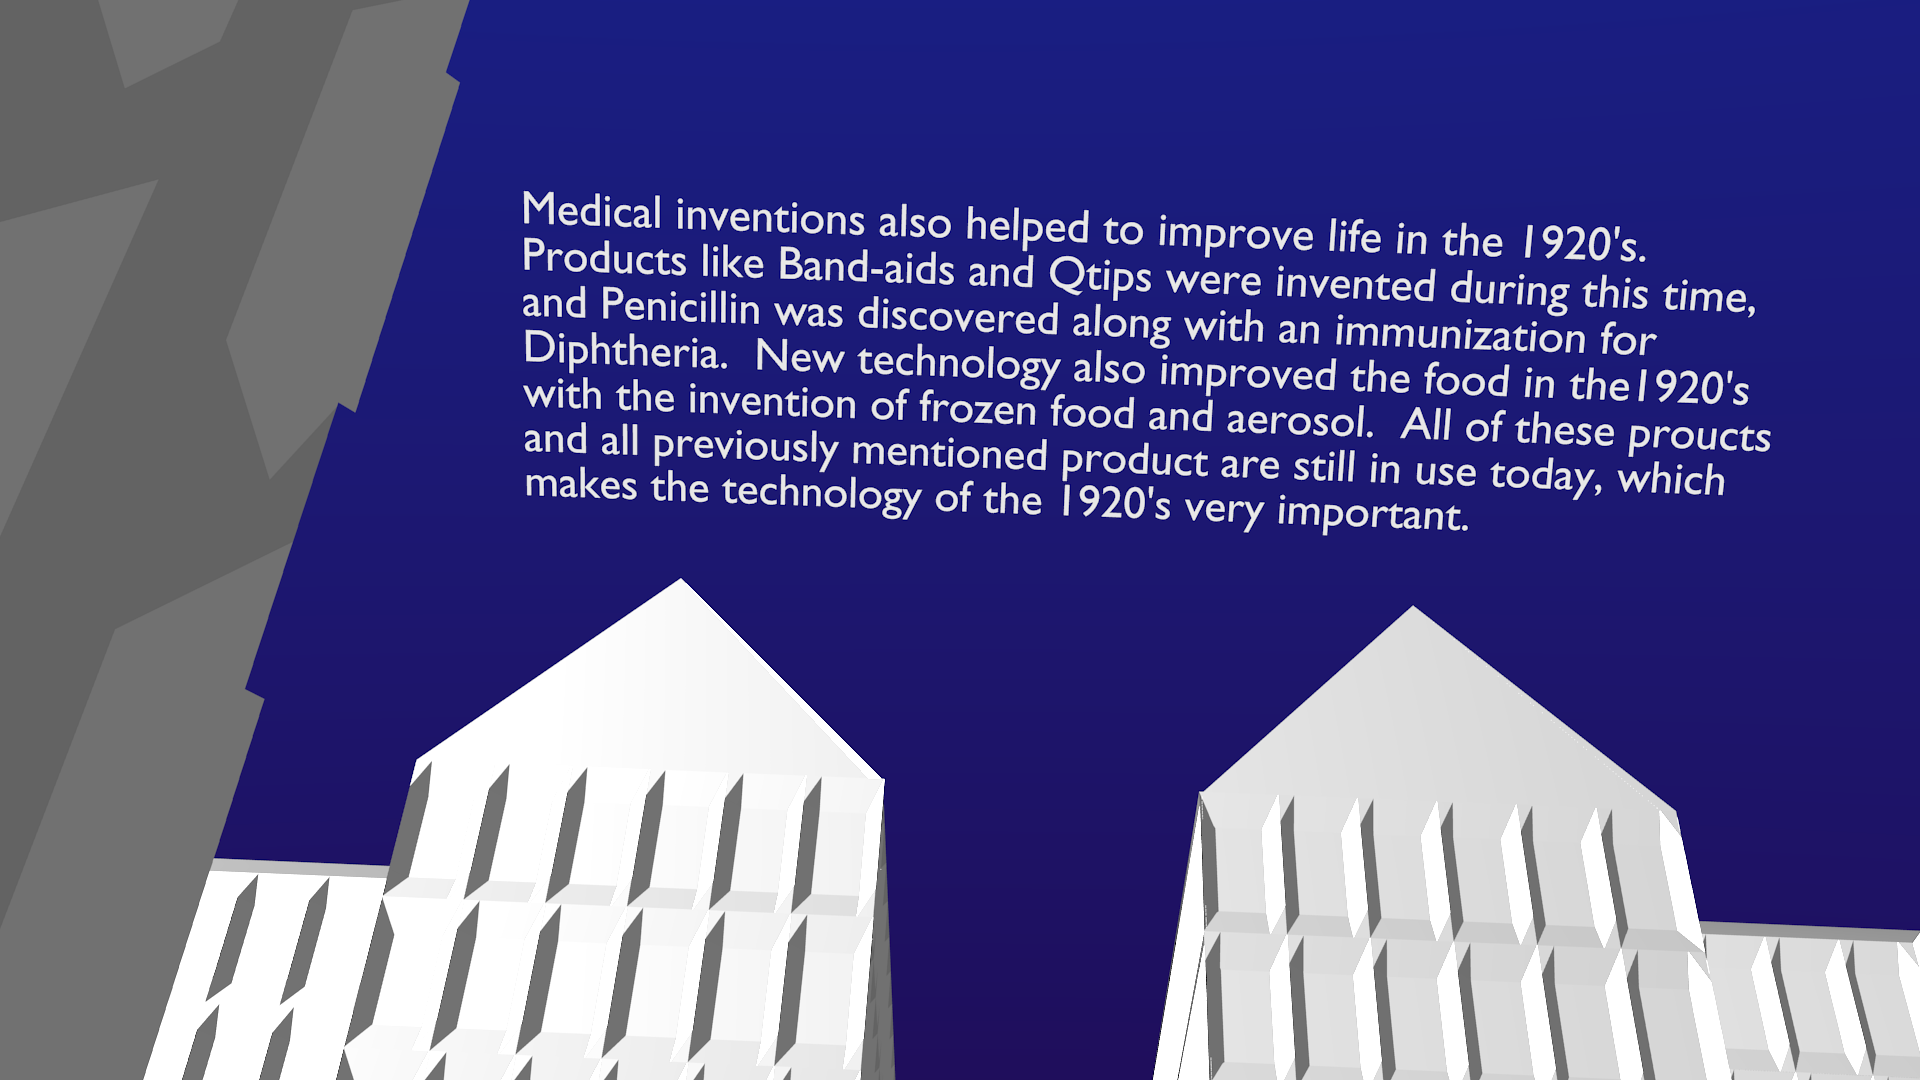 Medical inventions also helped to improve life in the 1920's.
Products like Band-aids and Qtips were invented during this time,
and Penicillin was discovered along with an immunization for
Diphtheria.  New technology also improved the food in the1920's
with the invention of frozen food and aerosol.  All of these proucts
and all previously mentioned product are still in use today, which
makes the technology of the 1920's very important.